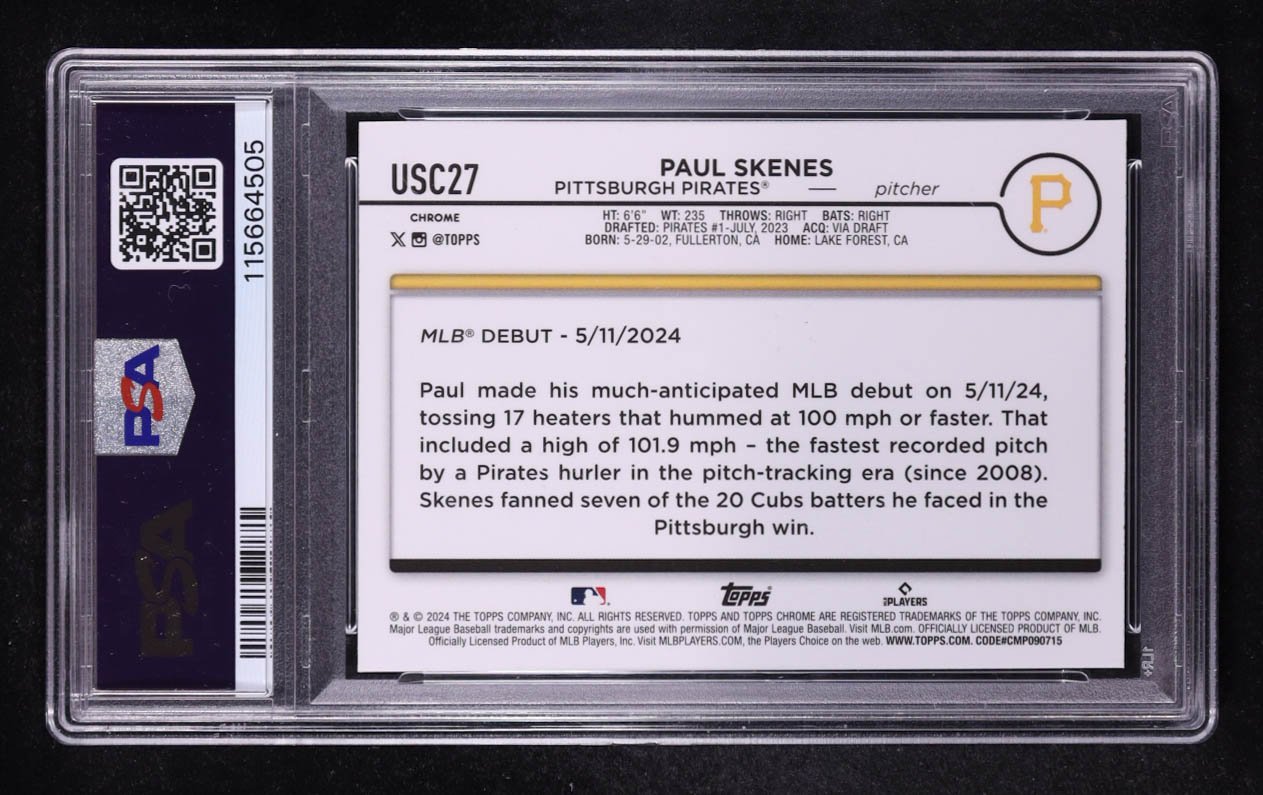 115664505
PSA
PSA
USC27
PAUL SKENES
PITTSBURGH PIRATES® — pitcher
P
CHROME
@TOPPS
HT: 6'6" WT: 235 THROWS: RIGHT BATS: RIGHT
DRAFTED: PIRATES #1-JULY, 2023 ACQ: VIA DRAFT
BORN: 5-29-02, FULLERTON, CA HOME: LAKE FOREST, CA
MLB® DEBUT - 5/11/2024
Paul made his much-anticipated MLB debut on 5/11/24,
tossing 17 heaters that hummed at 100 mph or faster. That
included a high of 101.9 mph – the fastest recorded pitch
by a Pirates hurler in the pitch-tracking era (since 2008).
Skenes fanned seven of the 20 Cubs batters he faced in the
Pittsburgh win.
topps
PLAYERS
® & © 2024 THE TOPPS COMPANY, INC. ALL RIGHTS RESERVED. TOPPS AND TOPPS CHROME ARE REGISTERED TRADEMARKS OF THE TOPPS COMPANY, INC.
Major League Baseball trademarks and copyrights are used with permission of Major League Baseball. Visit MLB.com. OFFICIALLY LICENSED PRODUCT OF MLB.
Officially Licensed Product of MLB Players, Inc. Visit MLBPLAYERS.COM, the Players Choice on the web. WWW.TOPPS.COM. CODE#CMP090715